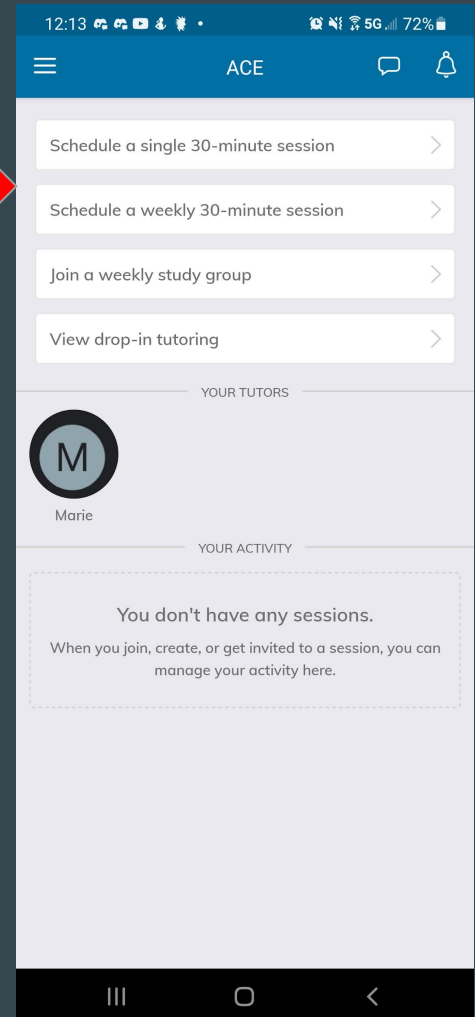 12:13 5G 72%
ACE
Schedule a single 30-minute session
Schedule a weekly 30-minute session
Join a weekly study group
View drop-in tutoring
YOUR TUTORS
M
Marie
YOUR ACTIVITY
You don't have any sessions.
When you join, create, or get invited to a session, you can
manage your activity here.